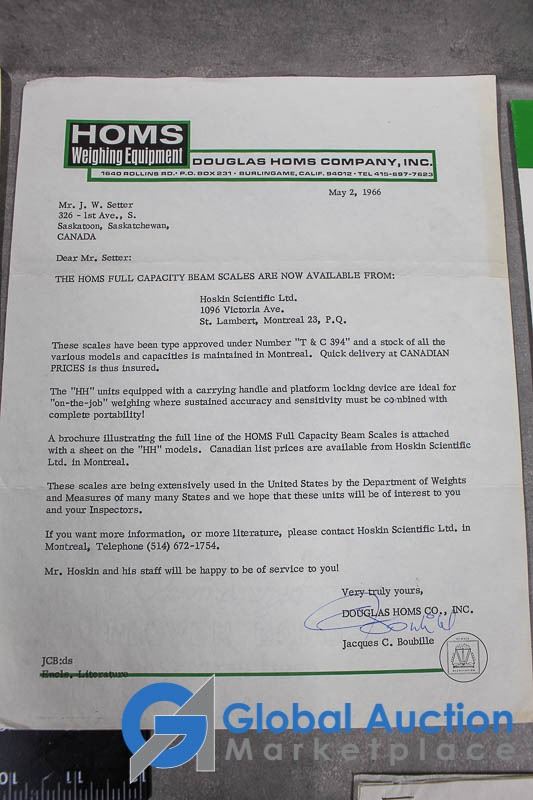 HOMS
Weighing Equipment
DOUGLAS HOMS COMPANY, INC.
1640 ROLLINS RD. • P.O. BOX 231 • BURLINGAME, CALIF. 94012 • TEL 415-697-7623
May 2, 1966
Mr. J. W. Setter
326 - 1st Ave., S.
Saskatoon, Saskatchewan,
CANADA
Dear Mr. Setter:
THE HOMS FULL CAPACITY BEAM SCALES ARE NOW AVAILABLE FROM:
Hoskin Scientific Ltd.
1096 Victoria Ave.
St. Lambert, Montreal 23, P.Q.
These scales have been type approved under Number "T & C 394" and a stock of all the
various models and capacities is maintained in Montreal. Quick delivery at CANADIAN
PRICES is thus insured.
The "HH" units equipped with a carrying handle and platform locking device are ideal for
"on-the-job" weighing where sustained accuracy and sensitivity must be combined with
complete portability!
A brochure illustrating the full line of the HOMS Full Capacity Beam Scales is attached
with a sheet on the "HH" models. Canadian list prices are available from Hoskin Scientific
Ltd. in Montreal.
These scales are being extensively used in the United States by the Department of Weights
and Measures of many many States and we hope that these units will be of interest to you
and your Inspectors.
If you want more information, or more literature, please contact Hoskin Scientific Ltd. in
Montreal, Telephone (514) 672-1754.
Mr. Hoskin and his staff will be happy to be of service to you!
Very truly yours,
DOUGLAS HOMS CO., INC.
Jacques C. Boubille
JCB:ds
Encls, Literature
Global Auction
Marketplace
10 11